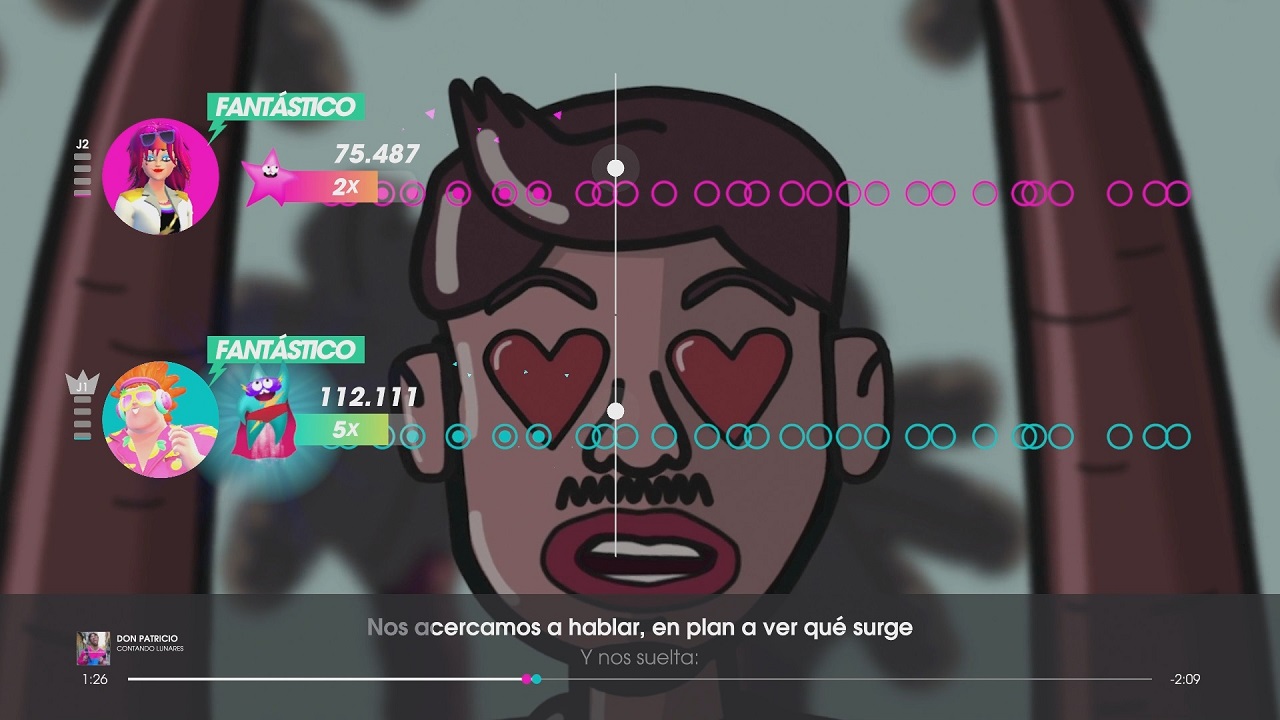 FANTÁSTICO
J2
75.487
2X
FANTÁSTICO
J1
112.111
5X
Nos acercamos a hablar, en plan a ver qué surge
Y nos suelta:
DON PATRICIO
CONTANDO LUNARES
1:26
-2:09